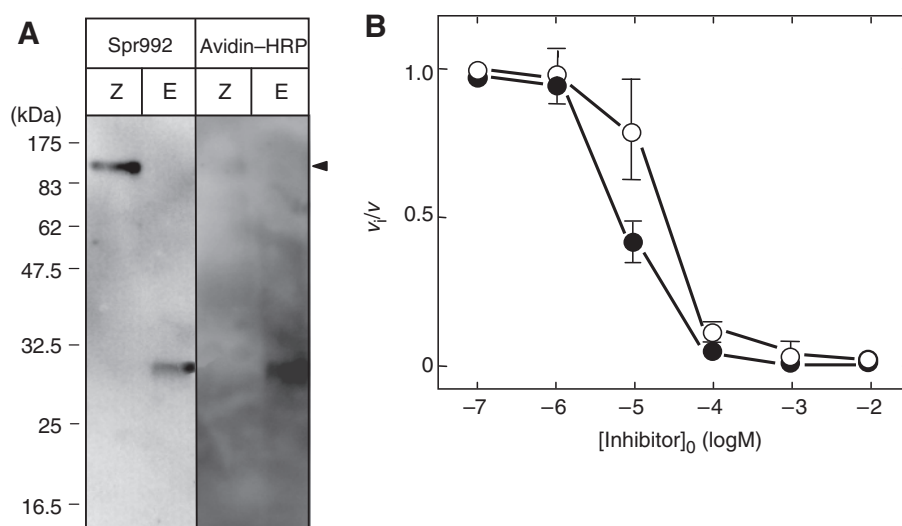 A
Spr992 Avidin–HRP
Z E Z E
(kDa)
175
83
62
47.5
32.5
25
16.5
B
1.0
0.5
0
vi/v
–7 –6 –5 –4 –3 –2
[Inhibitor]0 (logM)